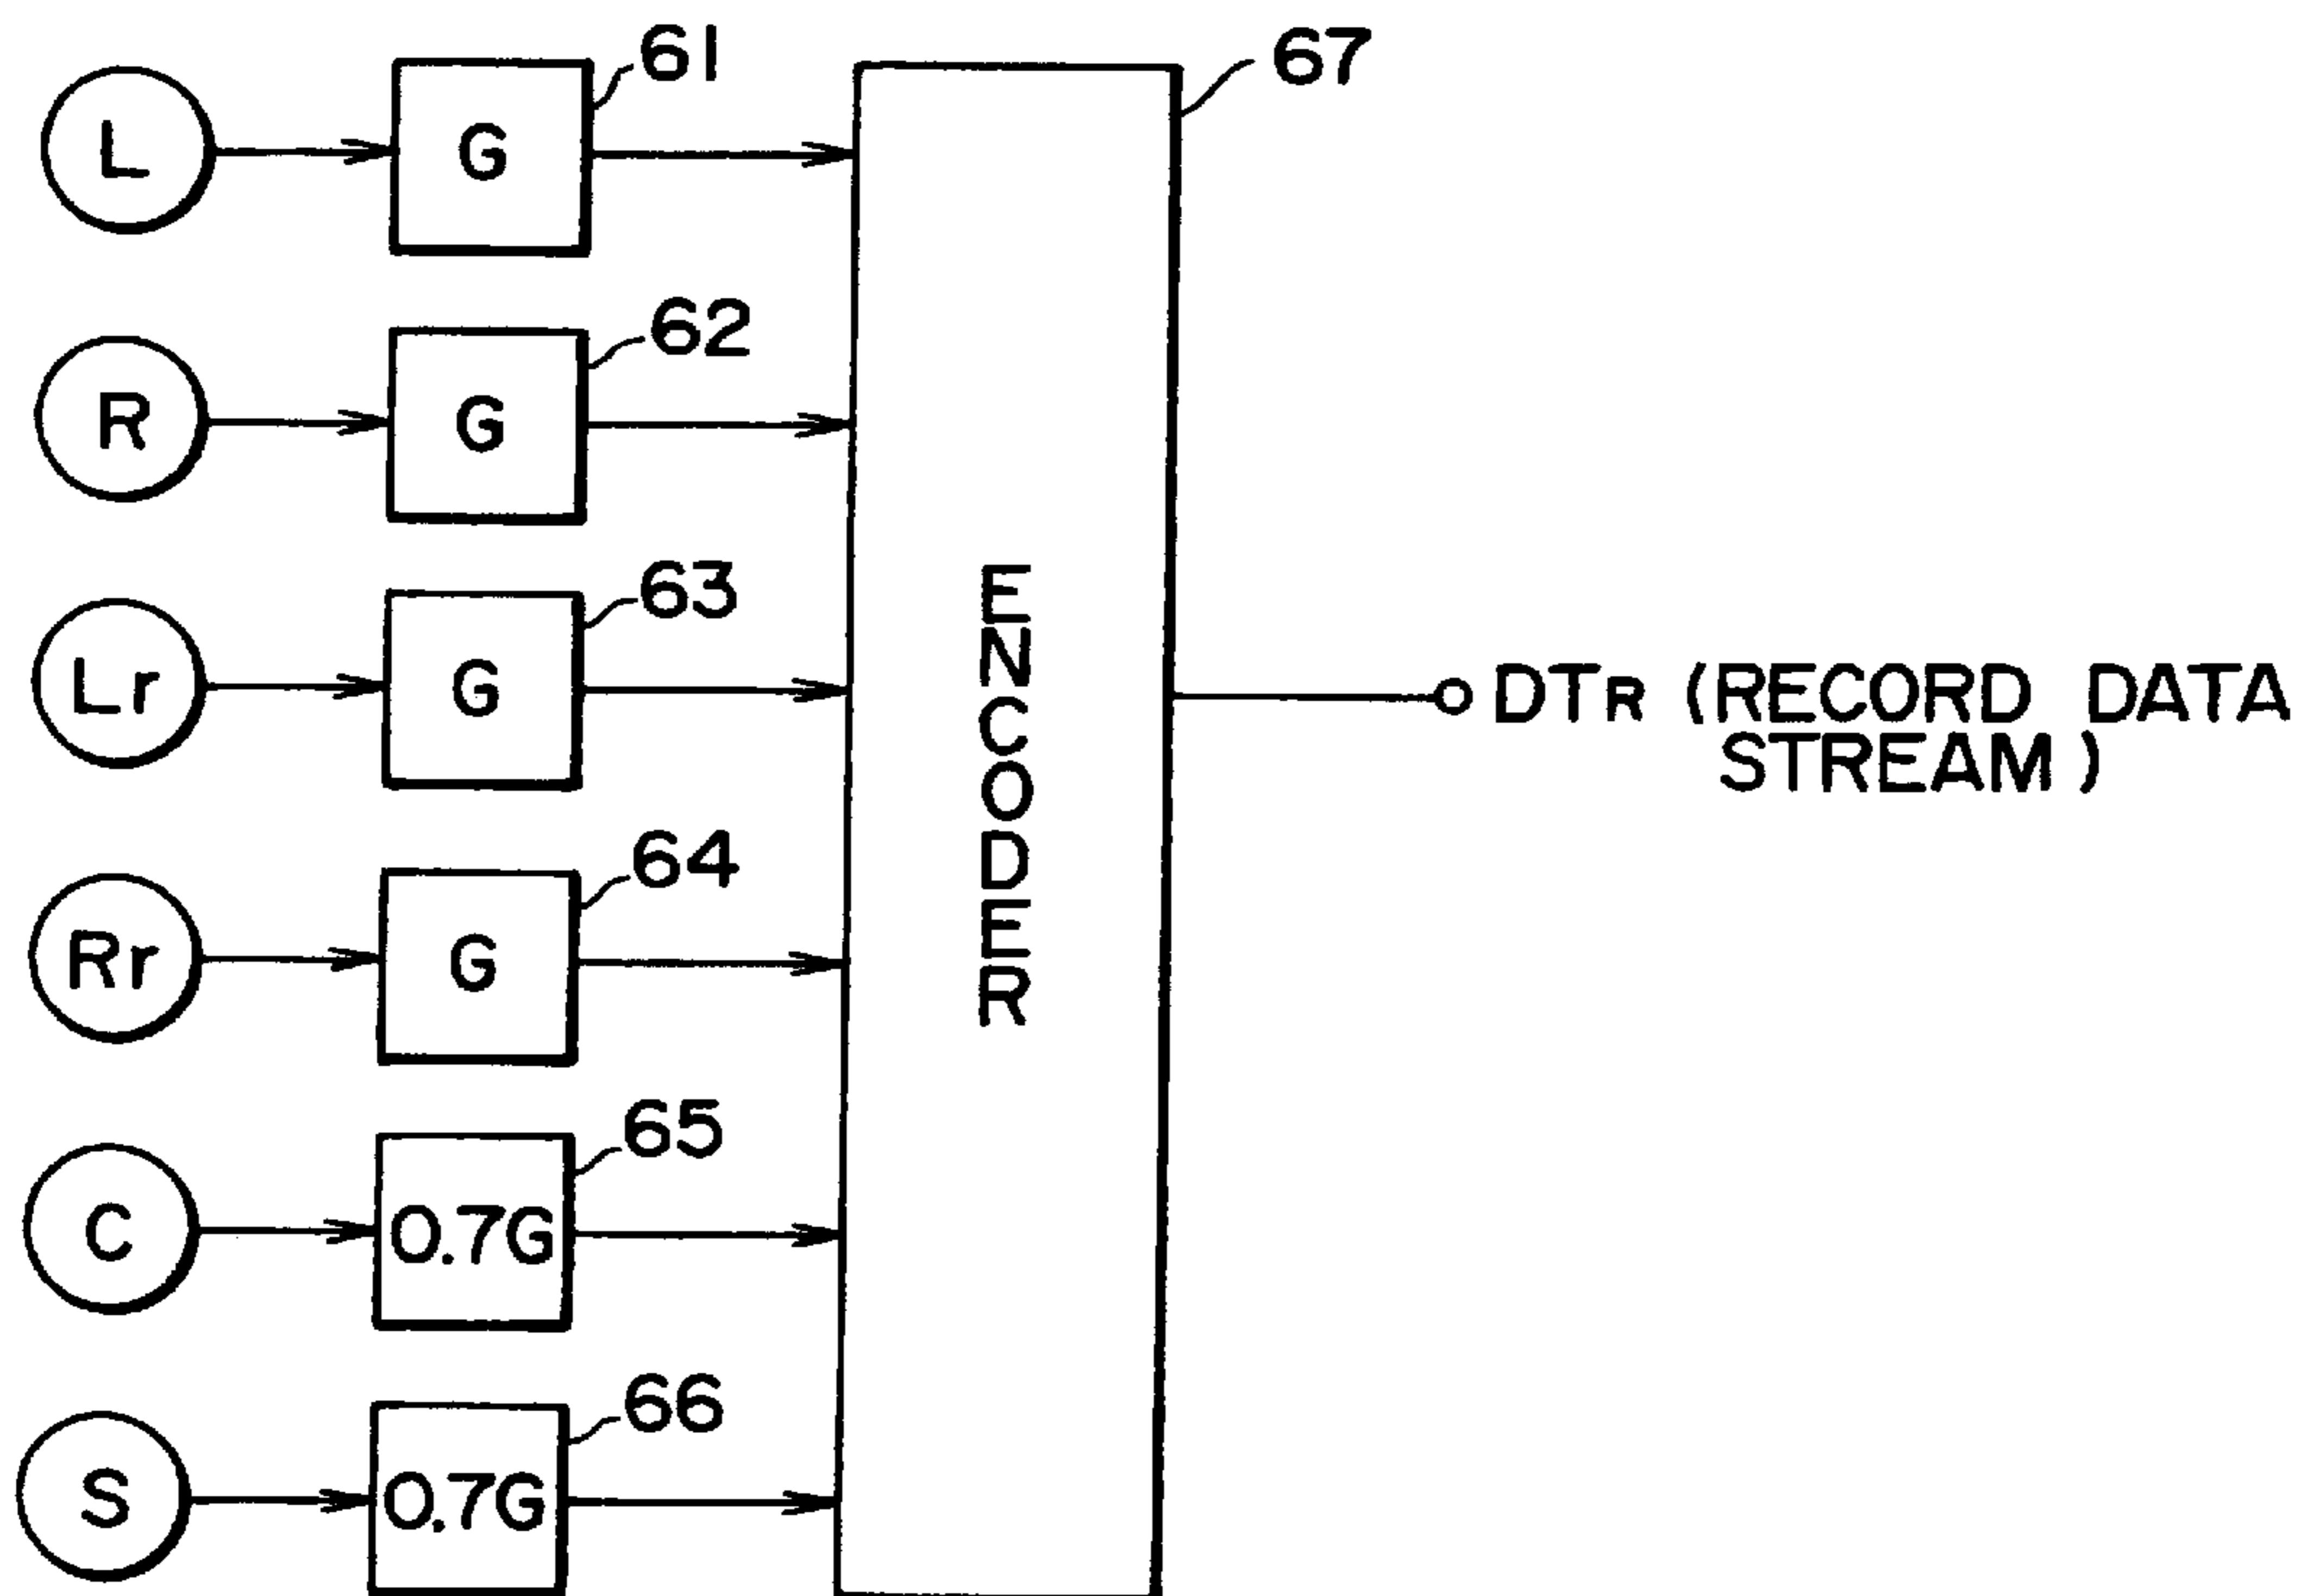 L
G
61
R
G
62
Lr
G
63
Rr
G
64
C
0.7G
65
S
0.7G
66
ENCODER
67
DTR (RECORD DATA
STREAM)